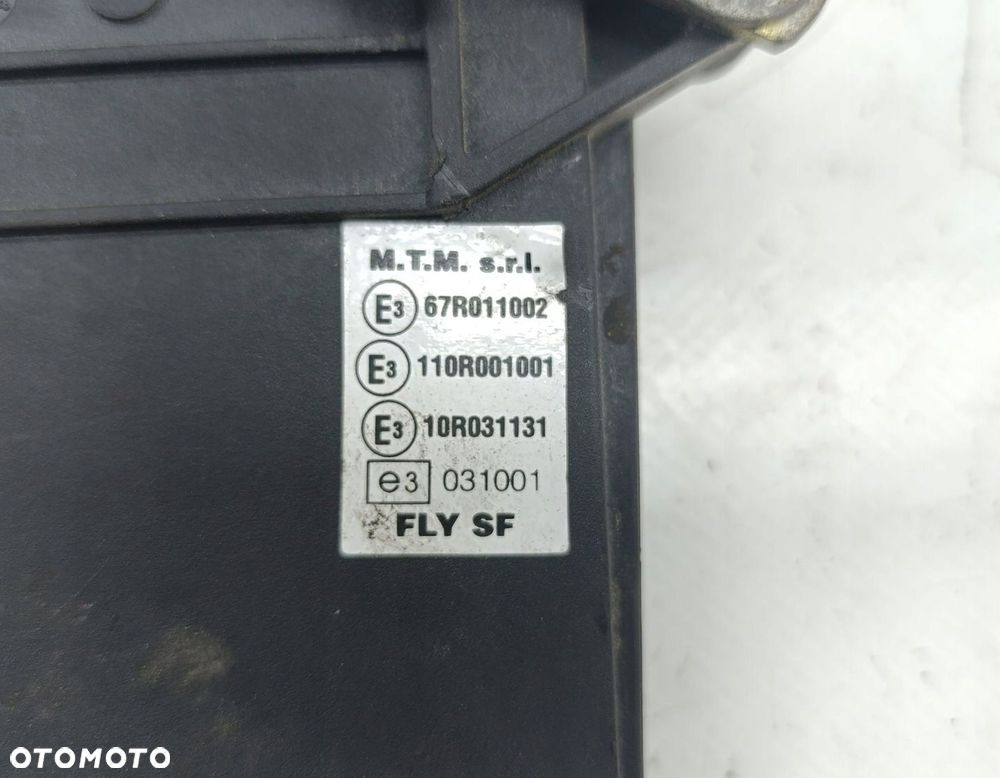 M.T.M. s.r.l.
E3 67R011002
E3 110R001001
E3 10R031131
e3 031001
FLY SF
OTOMOTO